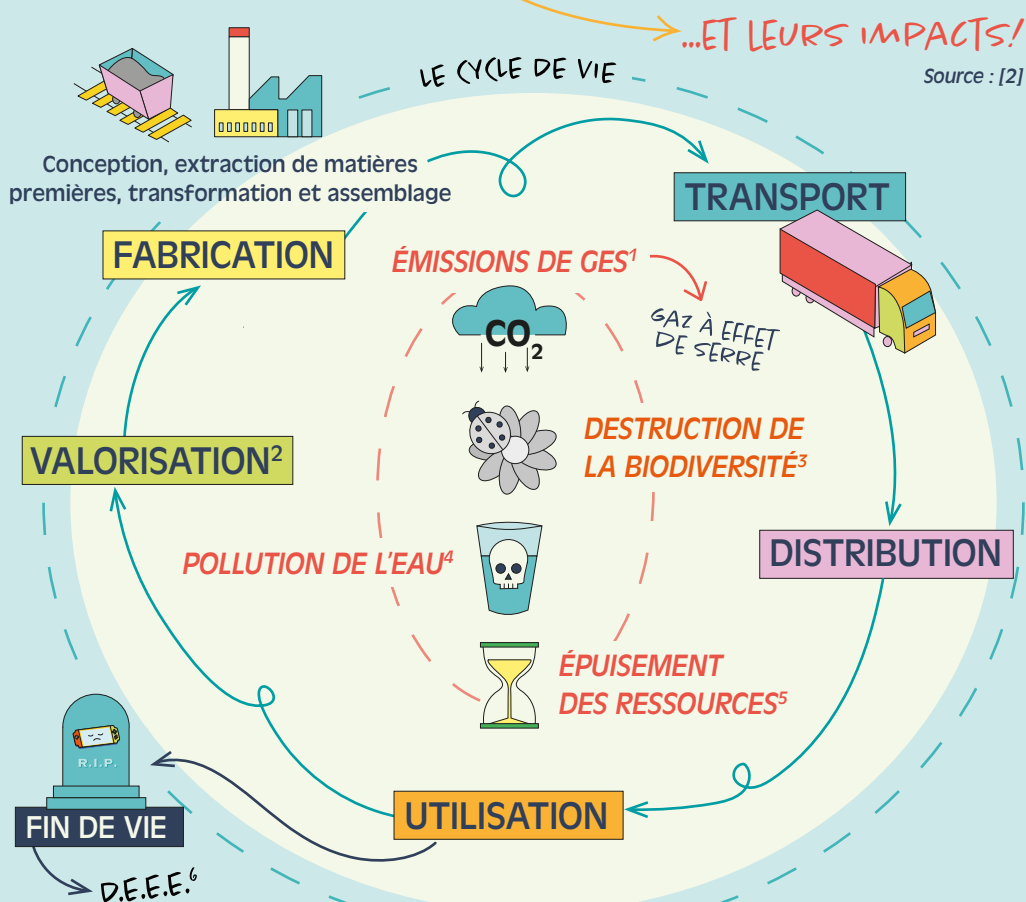 ...ET LEURS IMPACTS!
Source : [2]
LE CYCLE DE VIE
Conception, extraction de matières
premières, transformation et assemblage
FABRICATION
TRANSPORT
ÉMISSIONS DE GES¹
GAZ À EFFET
DE SERRE
CO₂
DESTRUCTION DE
LA BIODIVERSITÉ³
VALORISATION²
DISTRIBUTION
POLLUTION DE L'EAU⁴
ÉPUISEMENT
DES RESSOURCES⁵
R.I.P.
UTILISATION
FIN DE VIE
D.E.E.E.⁶